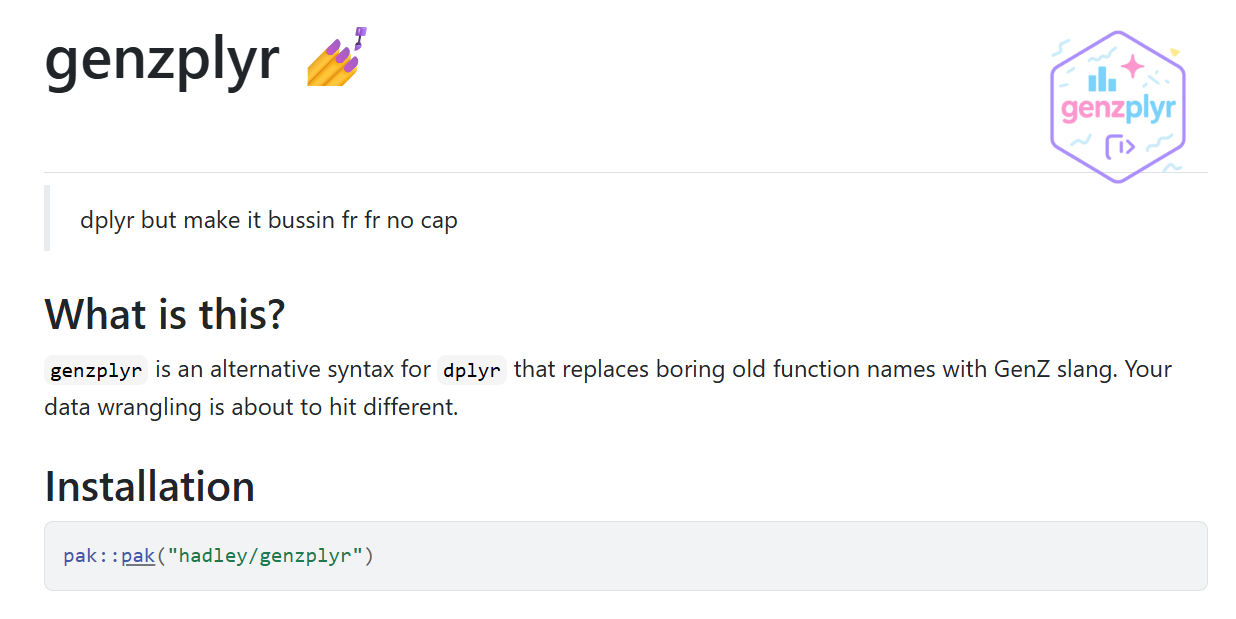 genzplyr 💅
genzplyr
dplyr but make it bussin fr fr no cap
What is this?
genzplyr is an alternative syntax for dplyr that replaces boring old function names with GenZ slang. Your
data wrangling is about to hit different.
Installation
pak::pak("hadley/genzplyr")